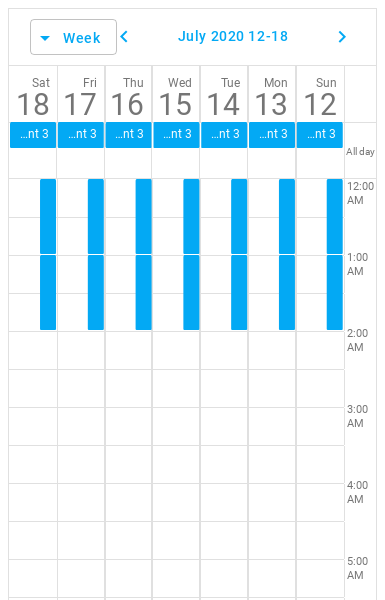 Week
July 2020 12-18
Sat Fri Thu Wed Tue Mon Sun
18 17 16 15 14 13 12
...nt 3 ...nt 3 ...nt 3 ...nt 3 ...nt 3 ...nt 3 ...nt 3
All day
12:00
AM
1:00
AM
2:00
AM
3:00
AM
4:00
AM
5:00
AM